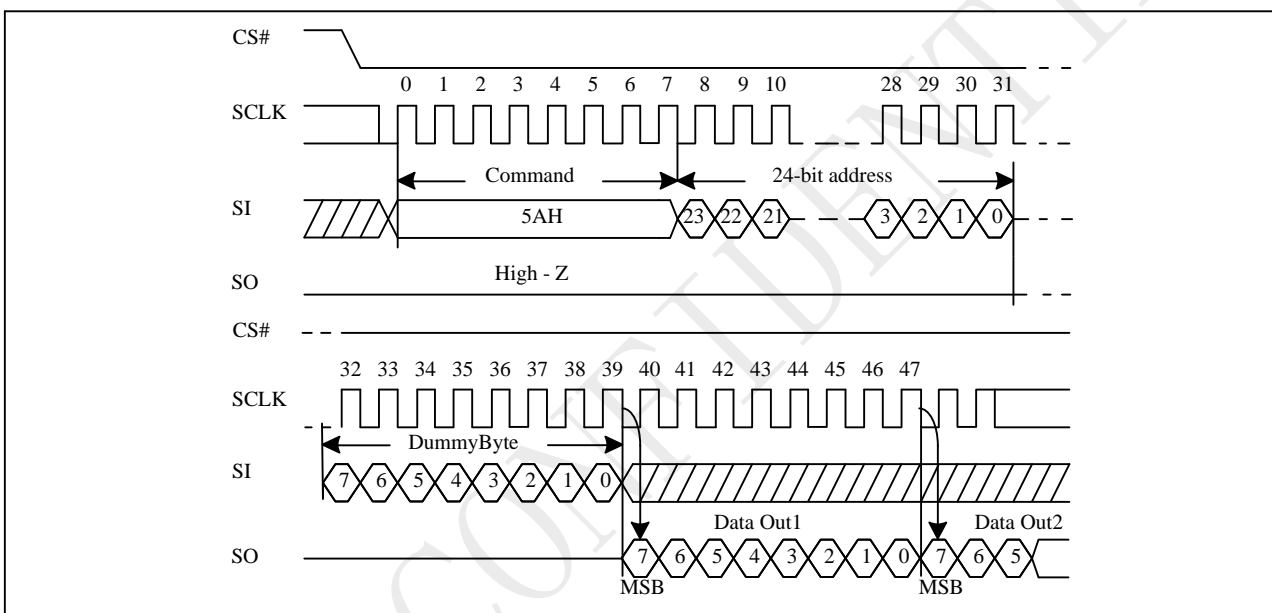 CS#
0 1 2 3 4 5 6 7 8 9 10 28 29 30 31
SCLK
Command 24-bit address
SI 5AH 23 22 21 3 2 1 0
High - Z
SO
CS#
32 33 34 35 36 37 38 39 40 41 42 43 44 45 46 47
SCLK
DummyByte
SI 7 6 5 4 3 2 1 0
Data Out1 Data Out2
SO 7 6 5 4 3 2 1 0 7 6 5
MSB MSB
CONFIDENTI